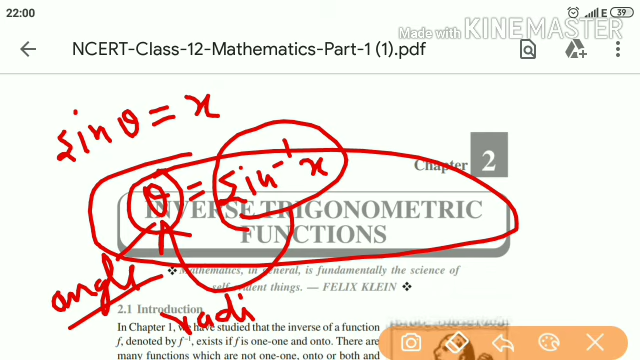 22:00
39
Made with KINEMASTER
NCERT-Class-12-Mathematics-Part-1 (1).pdf
sin θ = x
Chapter 2
θ = sin⁻¹ x
INVERSE TRIGONOMETRIC
FUNCTIONS
angle
❖ Mathematics, in general, is fundamentally the science of
things. — FELIX KLEIN ❖
radi
2.1 Introduction
In Chapter 1, we have studied that the inverse of a function
f, denoted by f⁻¹, exists if f is one-one and onto. There are
many functions which are not one-one, onto or both and